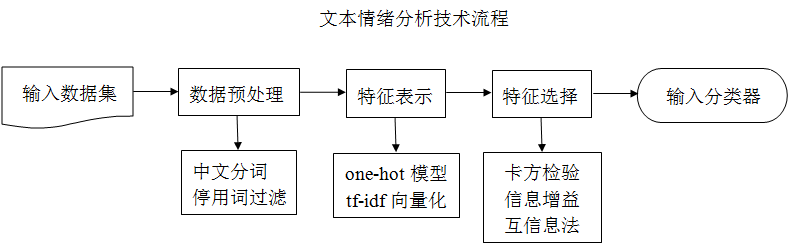 文本情绪分析技术流程
输入数据集
数据预处理
特征表示
特征选择
输入分类器
中文分词
停用词过滤
one-hot 模型
tf-idf 向量化
卡方检验
信息增益
互信息法